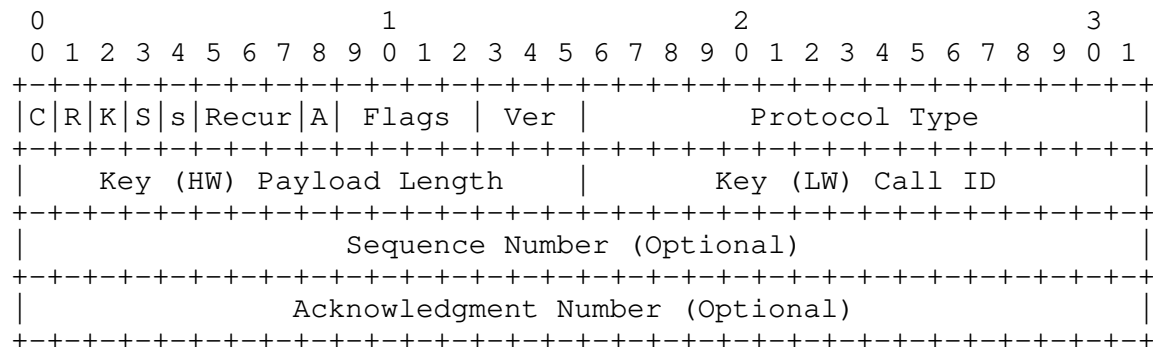 0                   1                   2                   3
0 1 2 3 4 5 6 7 8 9 0 1 2 3 4 5 6 7 8 9 0 1 2 3 4 5 6 7 8 9 0 1
+-+-+-+-+-+-+-+-+-+-+-+-+-+-+-+-+-+-+-+-+-+-+-+-+-+-+-+-+-+-+-+-+
|C|R|K|S|s|Recur|A| Flags | Ver |         Protocol Type         |
+-+-+-+-+-+-+-+-+-+-+-+-+-+-+-+-+-+-+-+-+-+-+-+-+-+-+-+-+-+-+-+-+
|    Key (HW) Payload Length    |       Key (LW) Call ID        |
+-+-+-+-+-+-+-+-+-+-+-+-+-+-+-+-+-+-+-+-+-+-+-+-+-+-+-+-+-+-+-+-+
|                  Sequence Number (Optional)                   |
+-+-+-+-+-+-+-+-+-+-+-+-+-+-+-+-+-+-+-+-+-+-+-+-+-+-+-+-+-+-+-+-+
|               Acknowledgment Number (Optional)                |
+-+-+-+-+-+-+-+-+-+-+-+-+-+-+-+-+-+-+-+-+-+-+-+-+-+-+-+-+-+-+-+-+